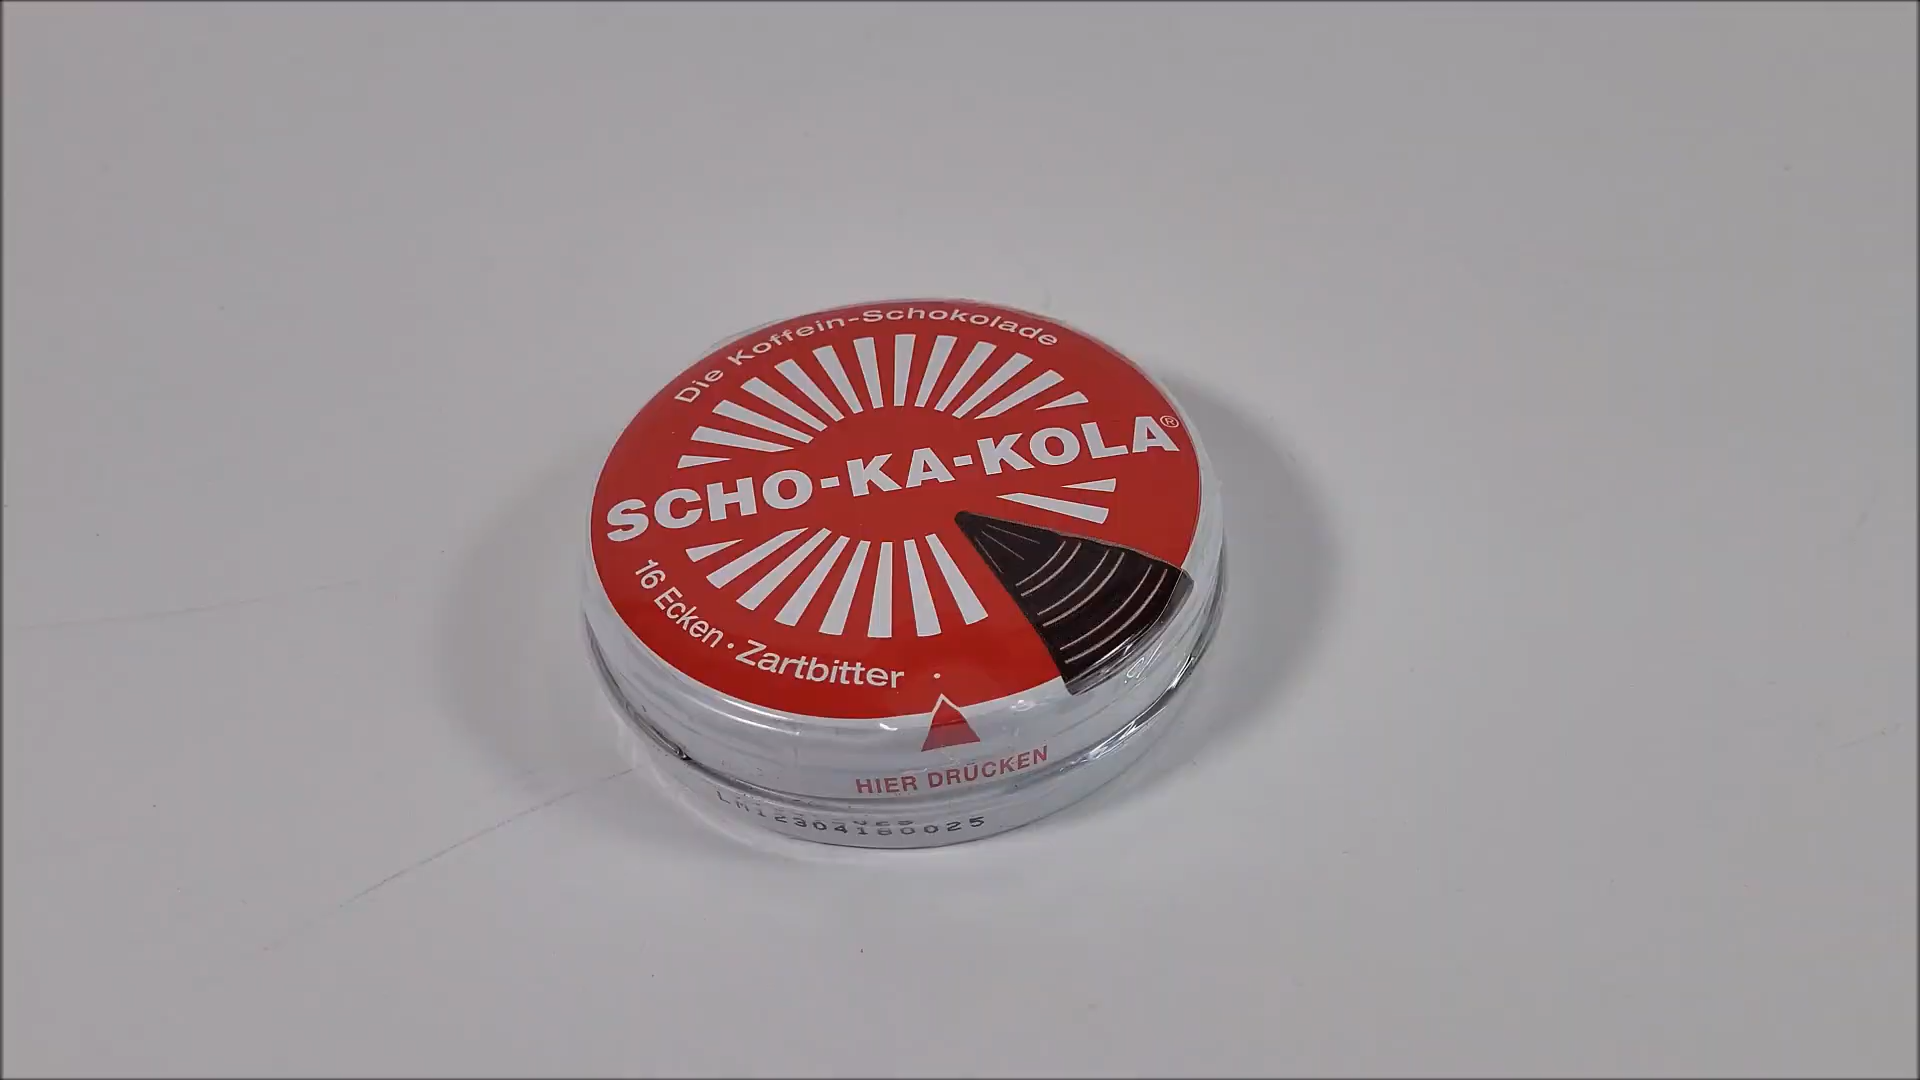 Die Koffein-Schokolade
SCHO-KA-KOLA®
16 Ecken · Zartbitter
HIER DRÜCKEN